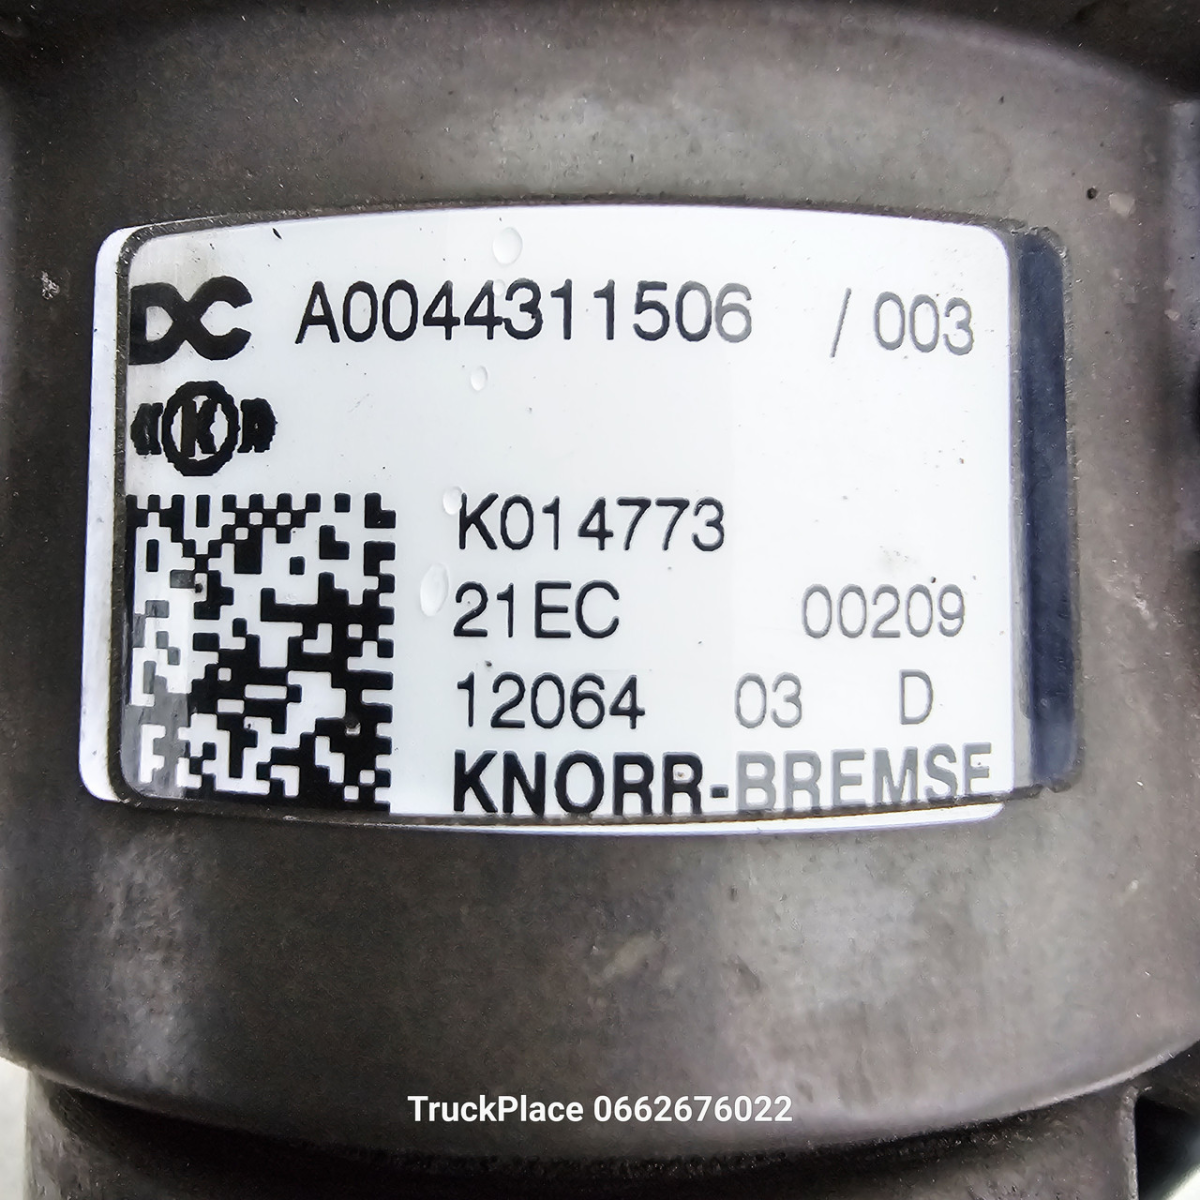 DC A0044311506 / 003
K
K014773
21EC 00209
12064 03 D
KNORR-BREMSE
TruckPlace 0662676022